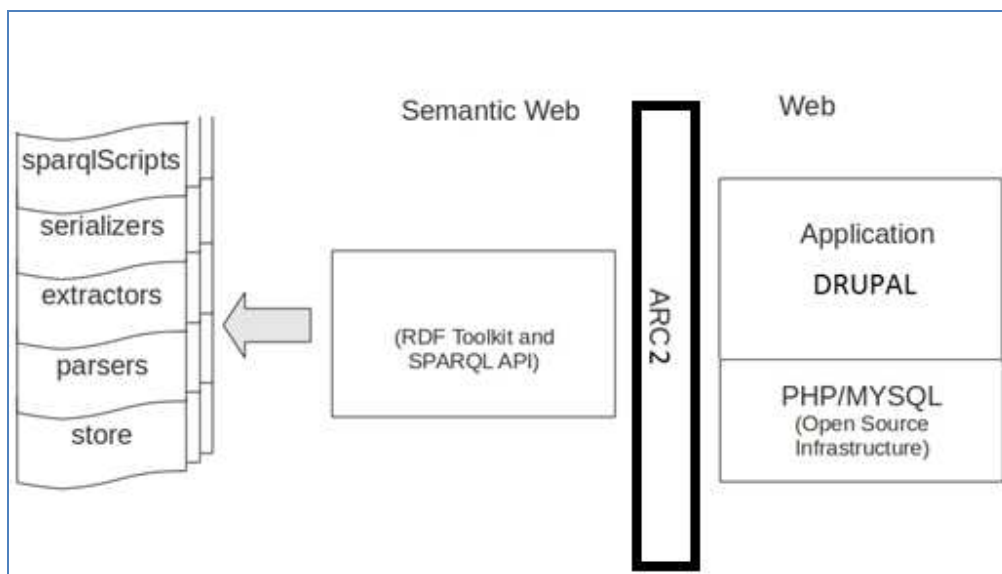 Semantic Web
Web
sparqlScripts
serializers
extractors
parsers
store
(RDF Toolkit and
SPARQL API)
ARC2
Application
DRUPAL
PHP/MYSQL
(Open Source
Infrastructure)